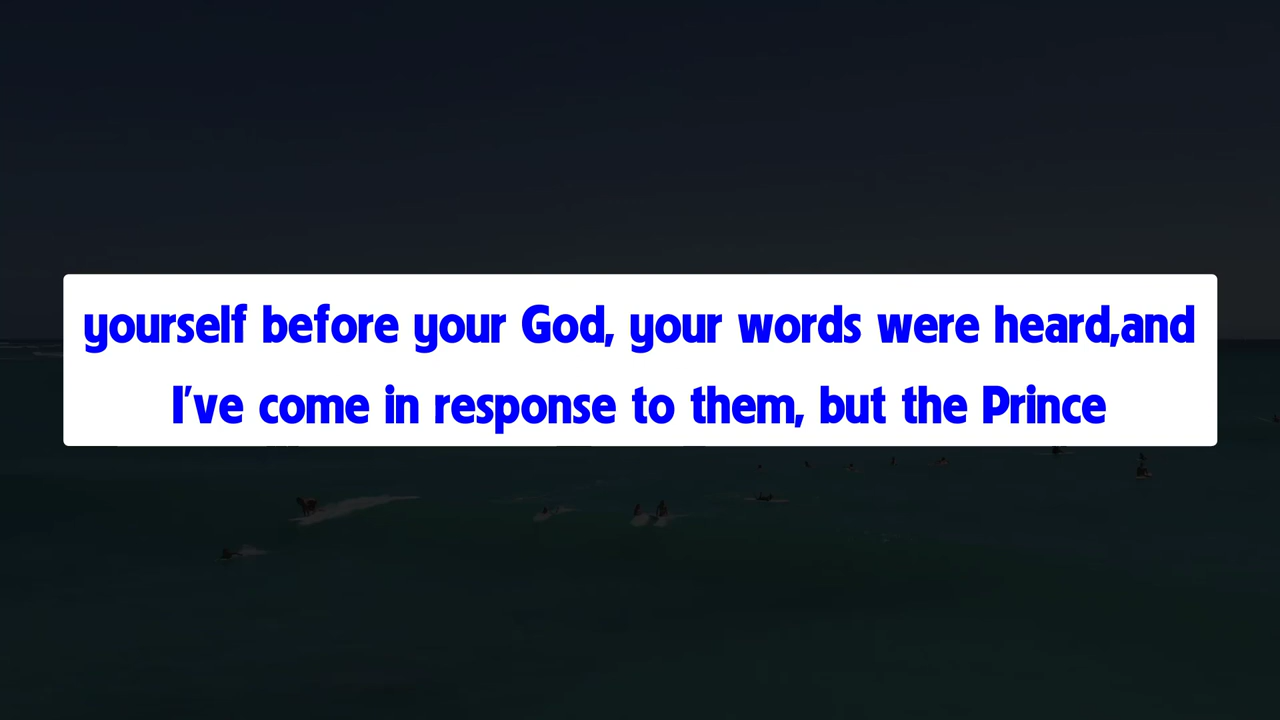 yourself before your God, your words were heard,and
I've come in response to them, but the Prince